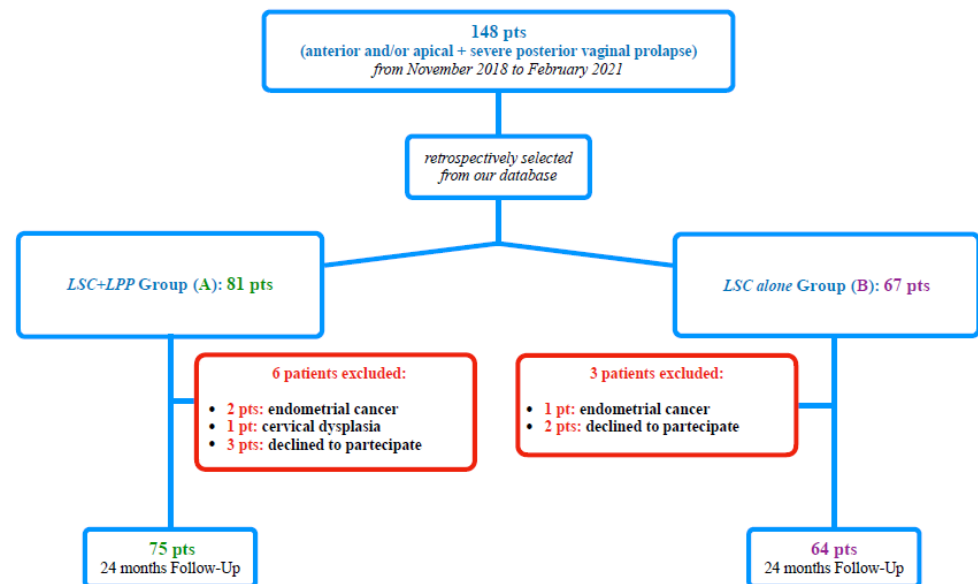 148 pts
(anterior and/or apical + severe posterior vaginal prolapse)
from November 2018 to February 2021
retrospectively selected
from our database
LSC+LPP Group (A): 81 pts
LSC alone Group (B): 67 pts
6 patients excluded:
• 2 pts: endometrial cancer
• 1 pt: cervical dysplasia
• 3 pts: declined to partecipate
3 patients excluded:
• 1 pt: endometrial cancer
• 2 pts: declined to partecipate
75 pts
24 months Follow-Up
64 pts
24 months Follow-Up